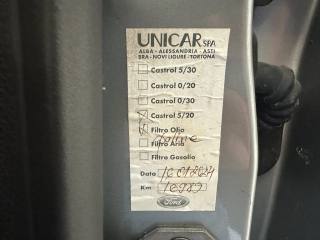 UNICAR SPA
ALBA - ALESSANDRIA - ASTI
BRA - NOVI LIGURE - TORTONA
Castrol 5/30
Castrol 0/20
Castrol 0/30
Castrol 5/20
Filtro Olio
Filtro Aria
Filtro Gasolio
Data
Km
Ford